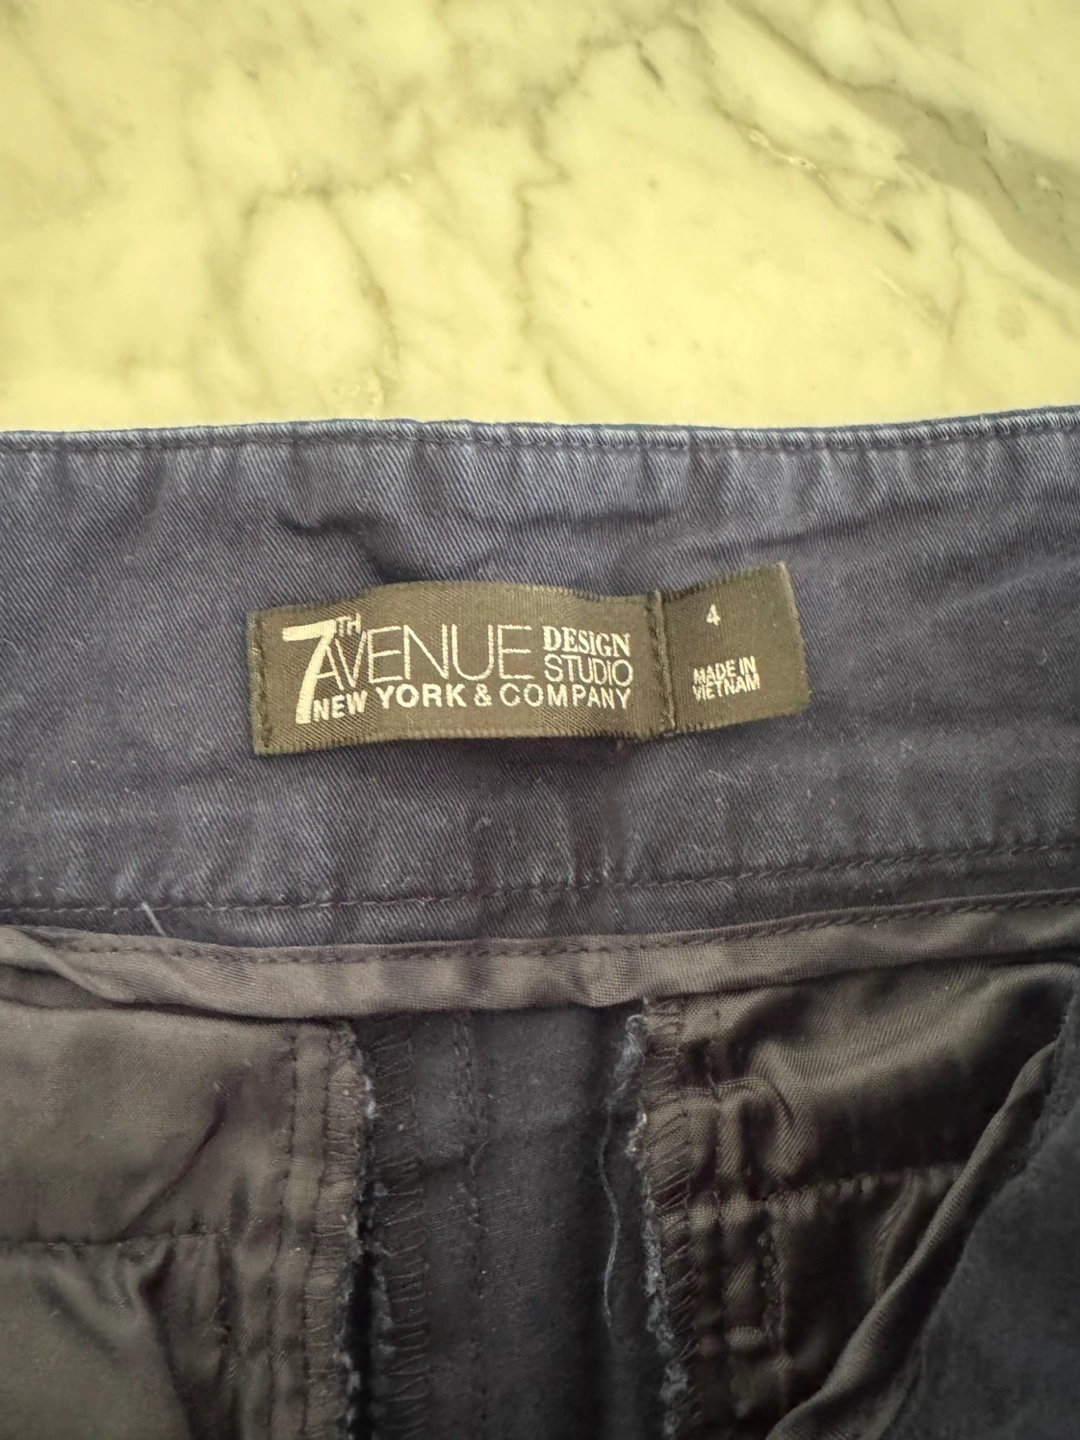 7TH AVENUE DESIGN STUDIO
NEW YORK & COMPANY
4
MADE IN
VIETNAM